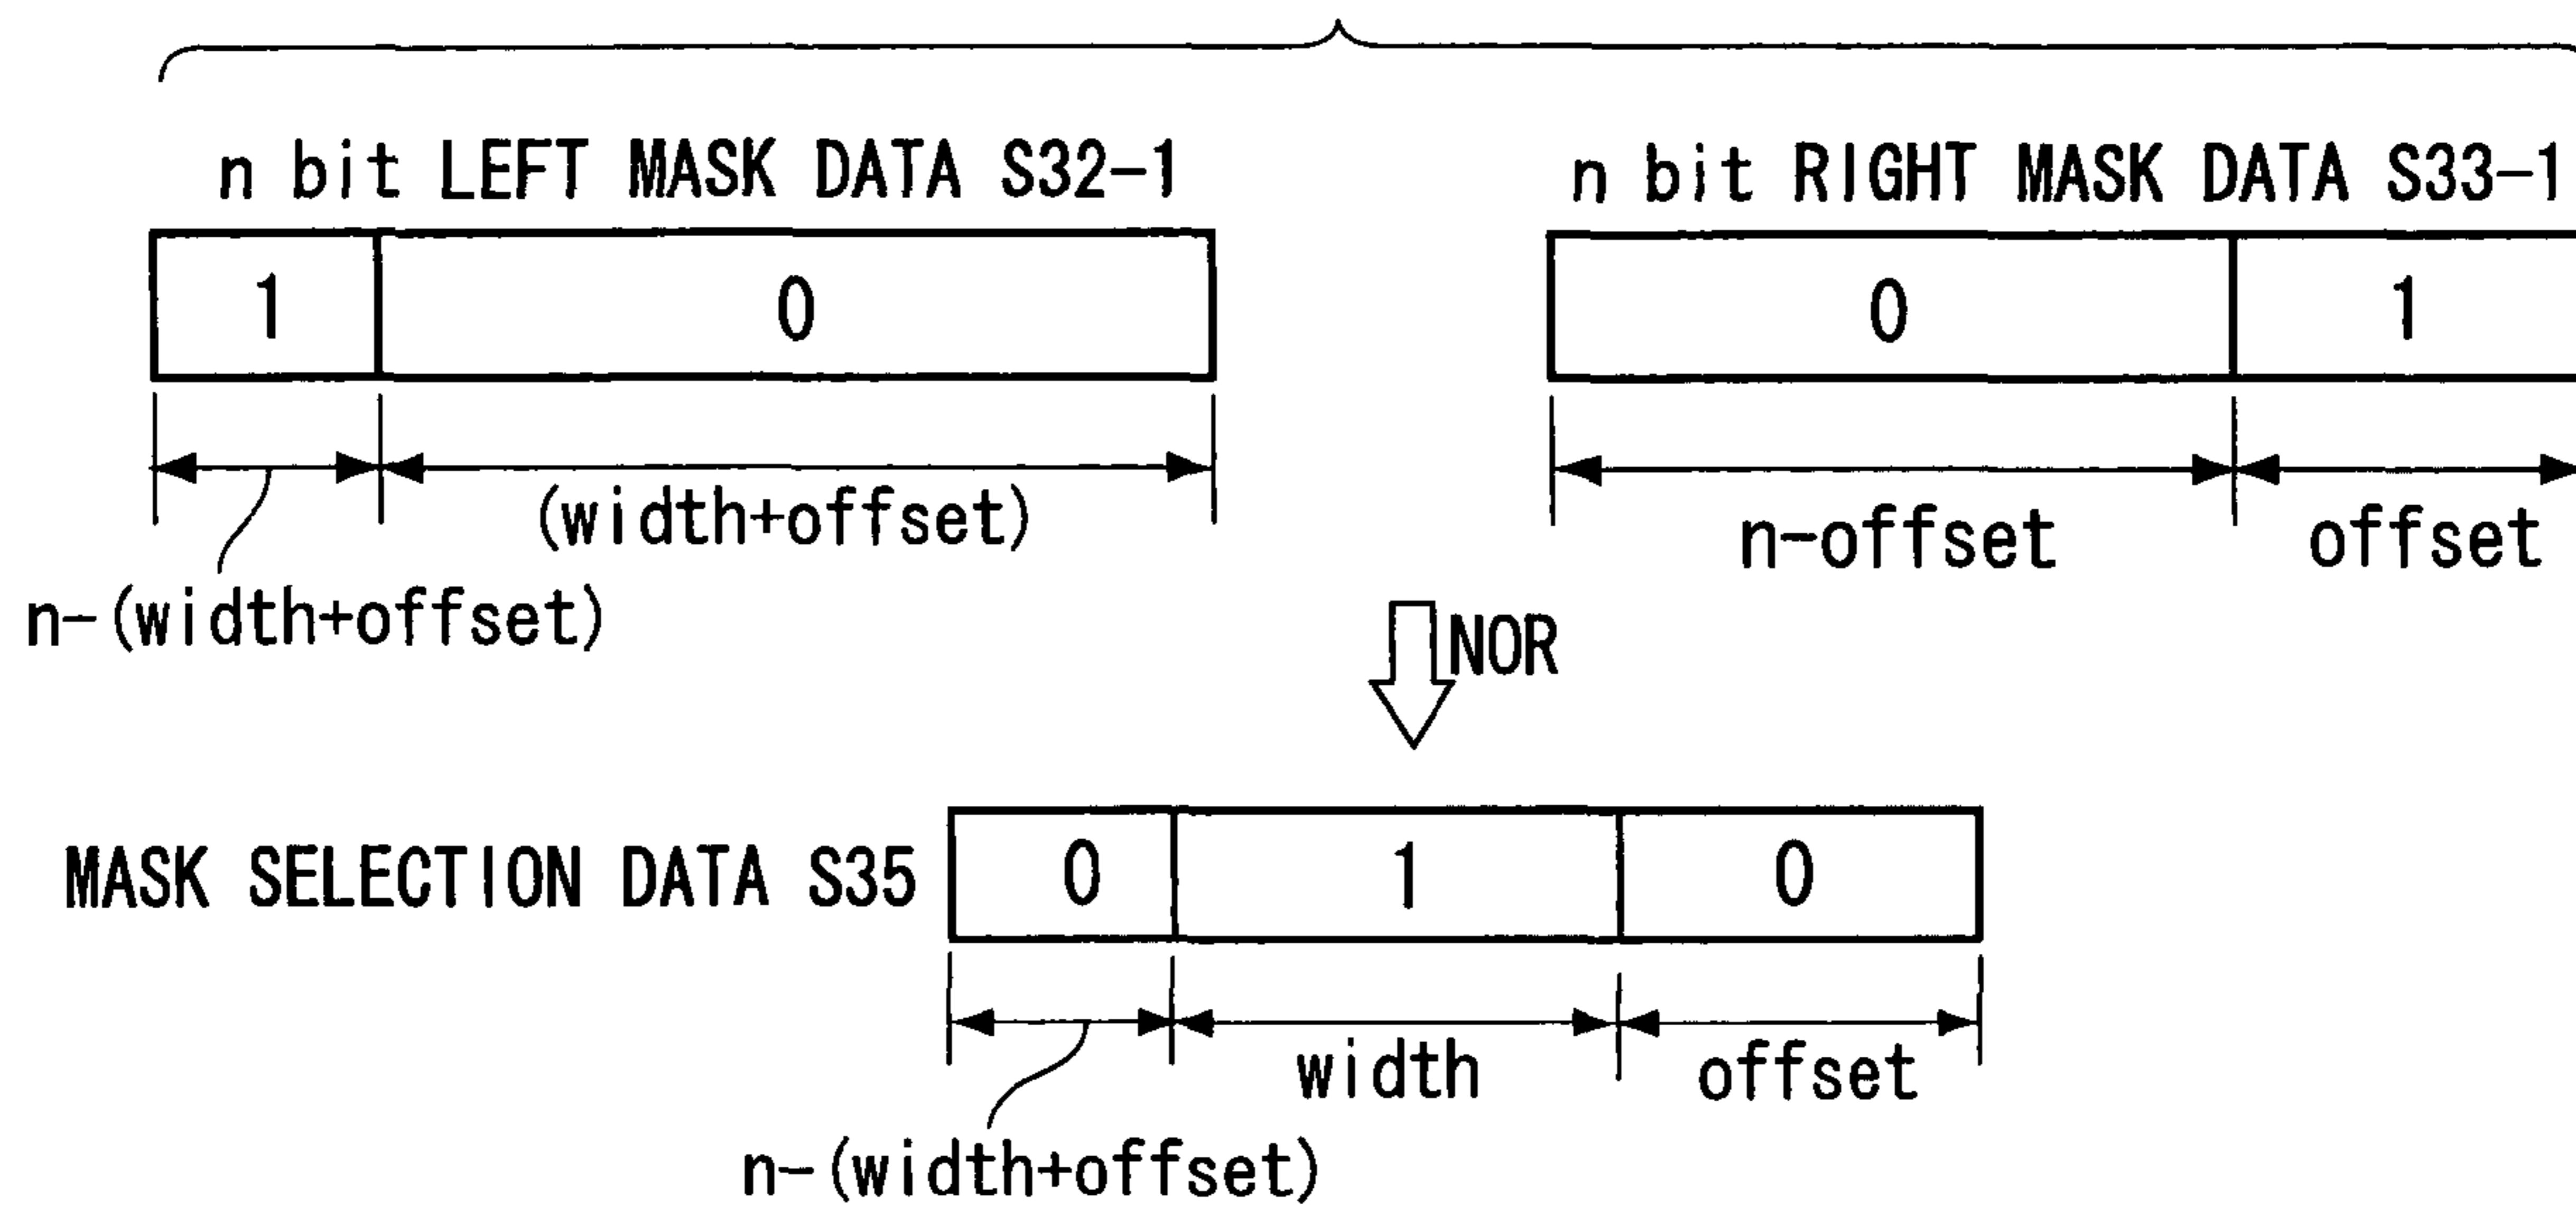 n bit LEFT MASK DATA S32-1
n bit RIGHT MASK DATA S33-1
1
0
0
1
(width+offset)
n-offset
offset
n-(width+offset)
NOR
MASK SELECTION DATA S35
0
1
0
width
offset
n-(width+offset)